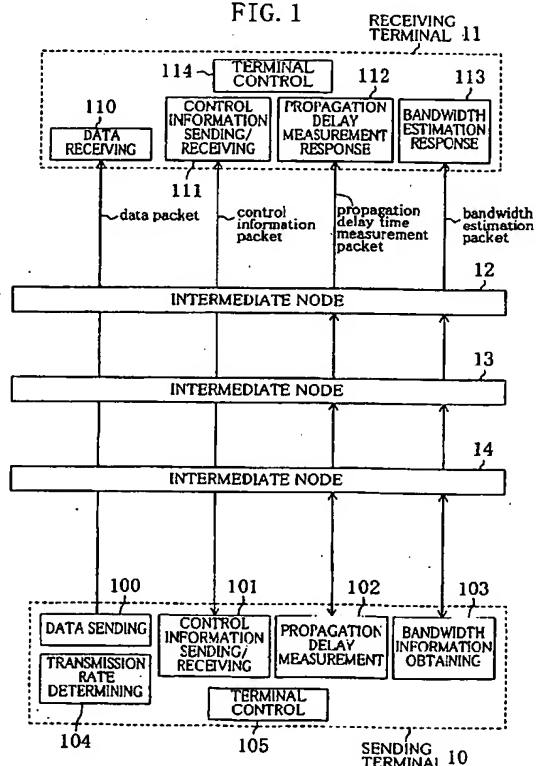 FIG. 1
RECEIVING
TERMINAL 11
114
TERMINAL
CONTROL
112
113
110
DATA
RECEIVING
CONTROL
INFORMATION
SENDING/
RECEIVING
PROPAGATION
DELAY
MEASUREMENT
RESPONSE
BANDWIDTH
ESTIMATION
RESPONSE
111
data packet
control
information
packet
propagation
delay time
measurement
packet
bandwidth
estimation
packet
12
INTERMEDIATE NODE
13
INTERMEDIATE NODE
14
INTERMEDIATE NODE
100
101
102
103
DATA SENDING
TRANSMISSION
RATE
DETERMINING
CONTROL
INFORMATION
SENDING/
RECEIVING
PROPAGATION
DELAY
MEASUREMENT
BANDWIDTH
INFORMATION
OBTAINING
TERMINAL
CONTROL
104
105
SENDING
TERMINAL 10